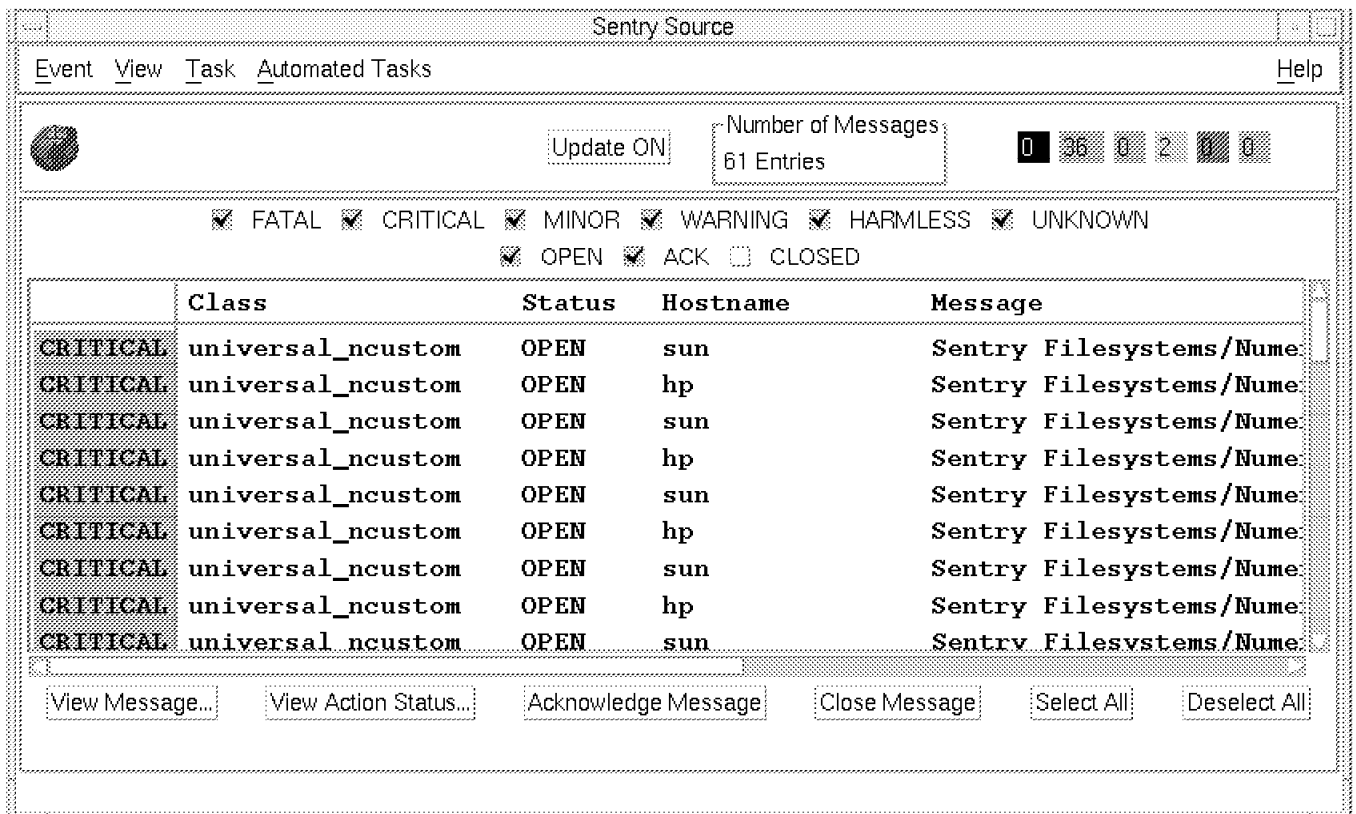 Sentry Source
Event View Task Automated Tasks Help
Number of Messages
Update ON
61 Entries
0 36 0 2 0 0
FATAL CRITICAL MINOR WARNING HARMLESS UNKNOWN
OPEN ACK CLOSED
Class Status Hostname Message
CRITICAL universal_ncustom OPEN sun Sentry Filesystems/Nume
CRITICAL universal_ncustom OPEN hp Sentry Filesystems/Nume
CRITICAL universal_ncustom OPEN sun Sentry Filesystems/Nume
CRITICAL universal_ncustom OPEN hp Sentry Filesystems/Nume
CRITICAL universal_ncustom OPEN sun Sentry Filesystems/Nume
CRITICAL universal_ncustom OPEN hp Sentry Filesystems/Nume
CRITICAL universal_ncustom OPEN sun Sentry Filesystems/Nume
CRITICAL universal_ncustom OPEN hp Sentry Filesystems/Nume
CRITICAL universal_ncustom OPEN sun Sentry Filesystems/Nume
View Message... View Action Status... Acknowledge Message Close Message Select All Deselect All